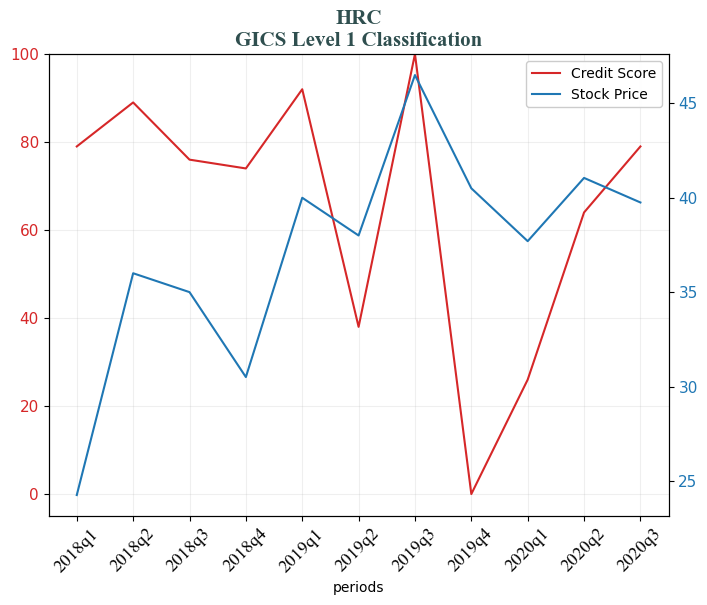 HRC
GICS Level 1 Classification
Credit Score
Stock Price
100
80
60
40
20
0
45
40
35
30
25
2018q1
2018q2
2018q3
2018q4
2019q1
2019q2
2019q3
2019q4
2020q1
2020q2
2020q3
periods